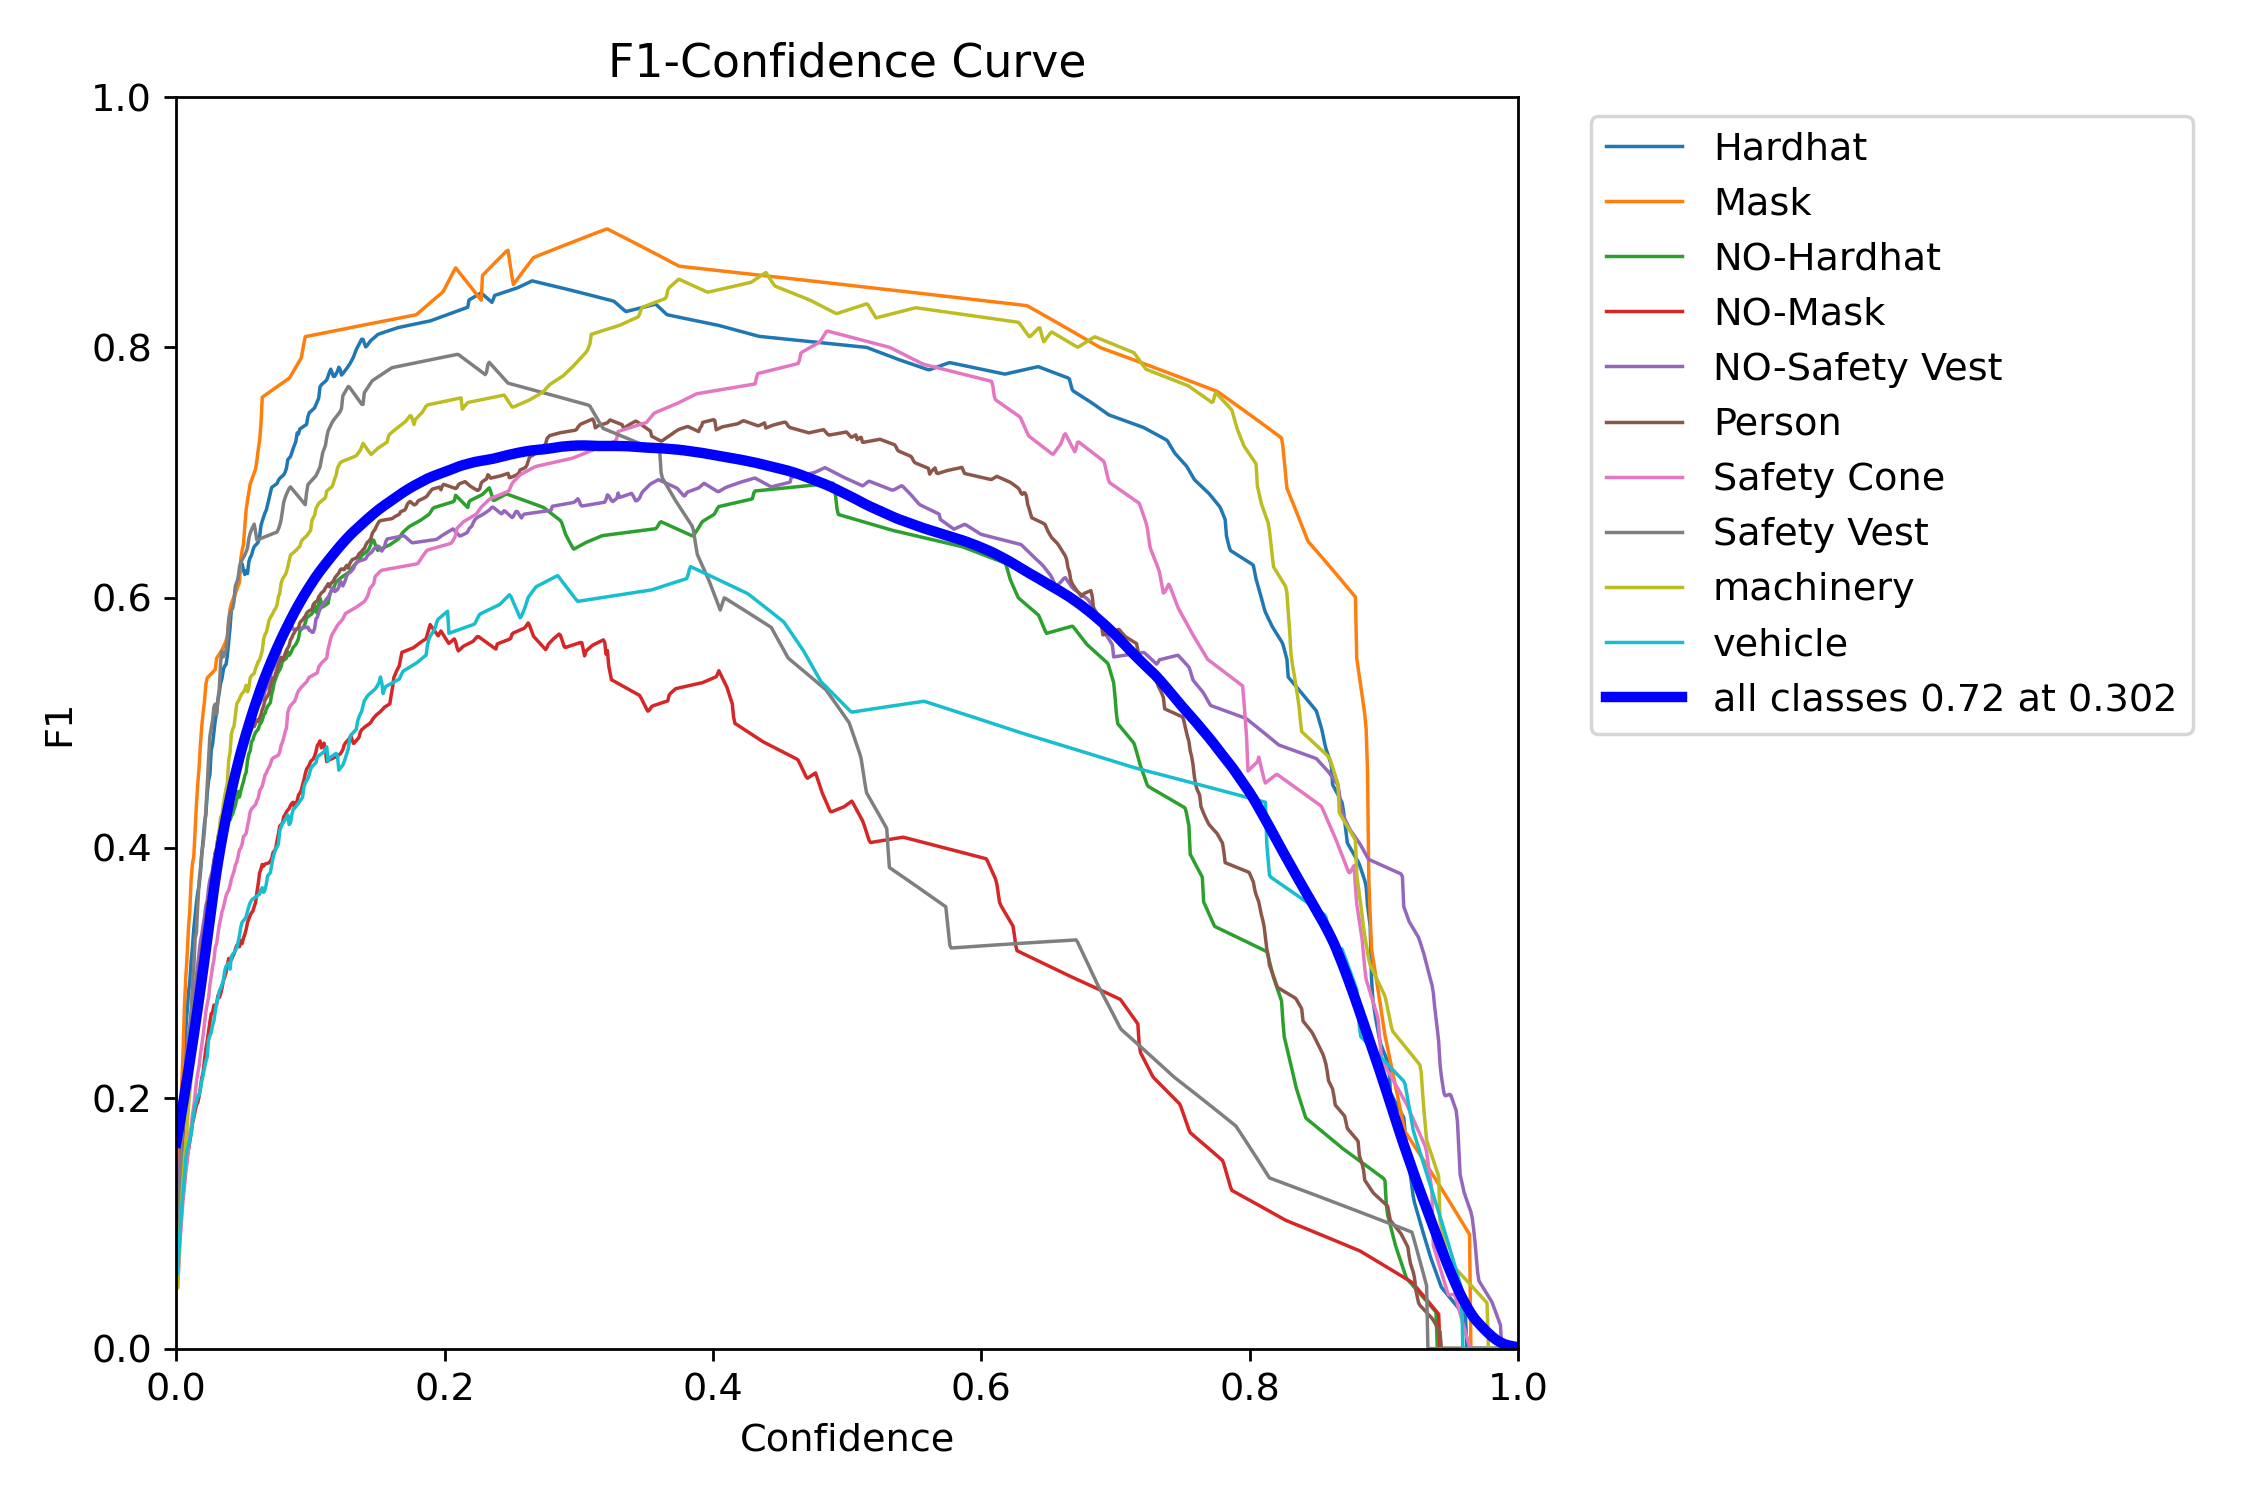 F1-Confidence Curve
1.0
0.8
0.6
0.4
0.2
0.0
F1
0.0 0.2 0.4 0.6 0.8 1.0
Confidence
Hardhat
Mask
NO-Hardhat
NO-Mask
NO-Safety Vest
Person
Safety Cone
Safety Vest
machinery
vehicle
all classes 0.72 at 0.302